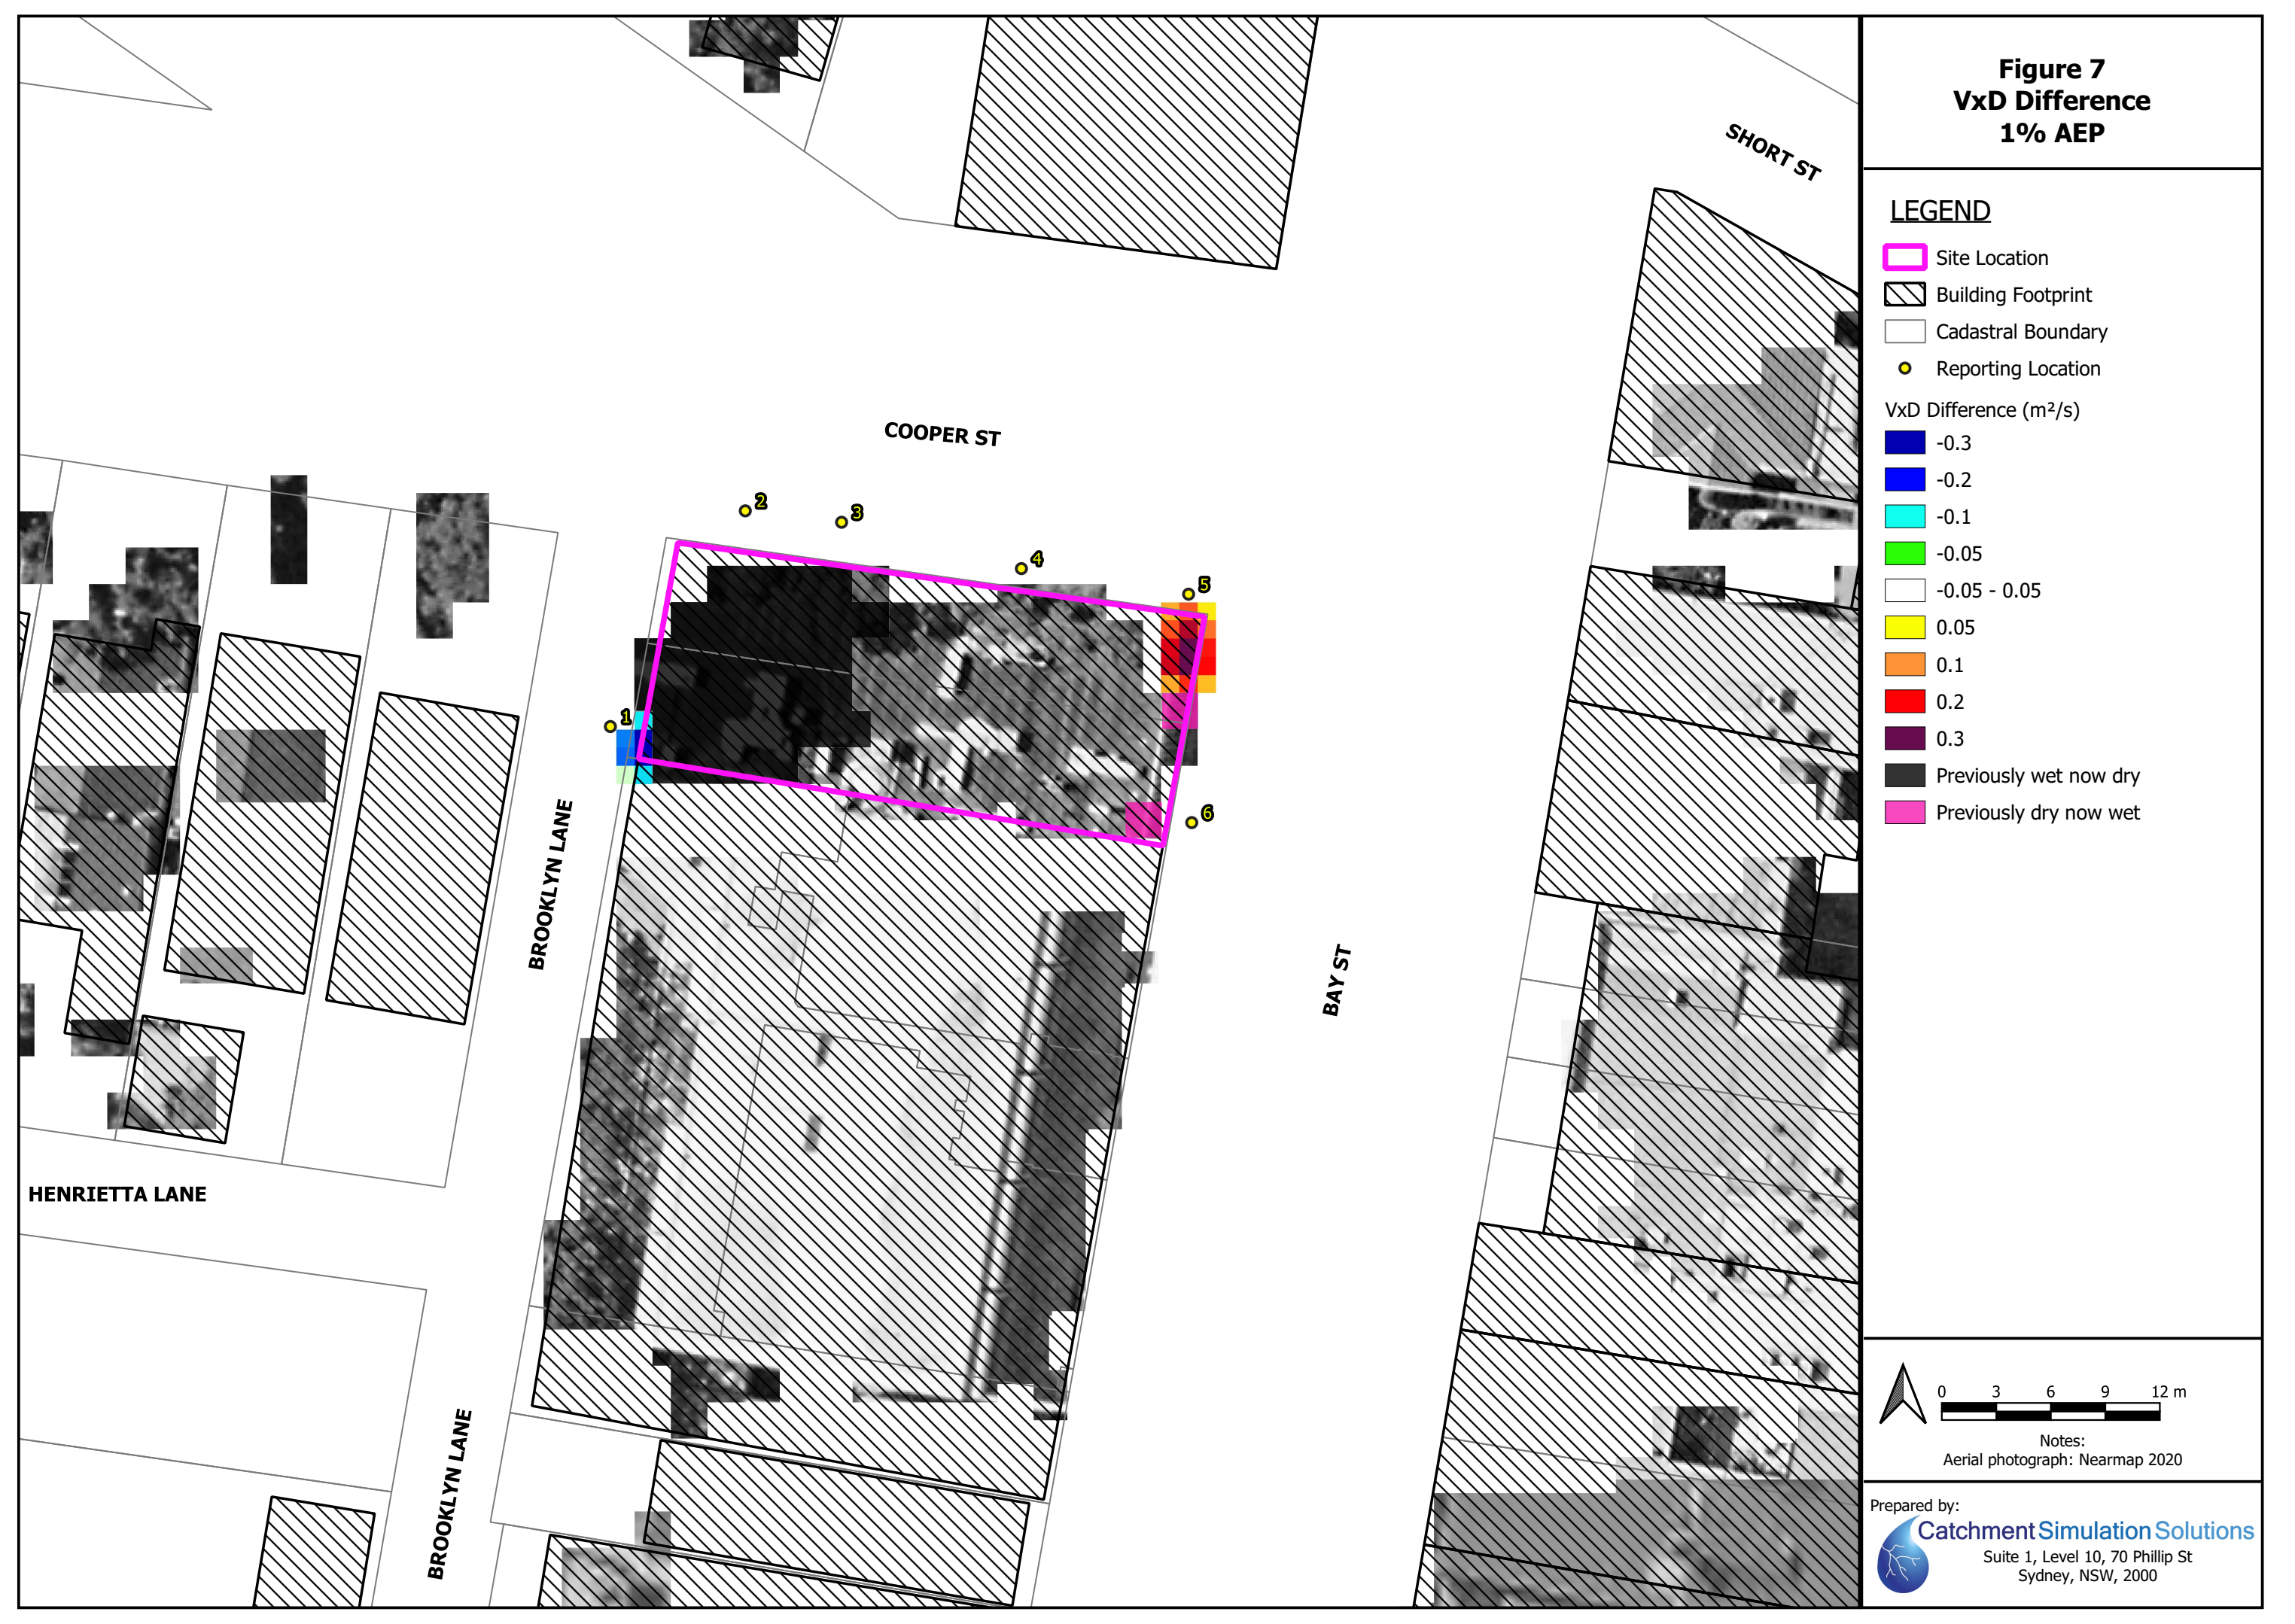 Figure 7
VxD Difference
1% AEP
LEGEND
Site Location
Building Footprint
Cadastral Boundary
Reporting Location
VxD Difference (m²/s)
-0.3
-0.2
-0.1
-0.05
-0.05 - 0.05
0.05
0.1
0.2
0.3
Previously wet now dry
Previously dry now wet
SHORT ST
COOPER ST
2
3
4
5
1
6
BROOKLYN LANE
BAY ST
HENRIETTA LANE
BROOKLYN LANE
0 3 6 9 12 m
Notes:
Aerial photograph: Nearmap 2020
Prepared by:
Catchment Simulation Solutions
Suite 1, Level 10, 70 Phillip St
Sydney, NSW, 2000